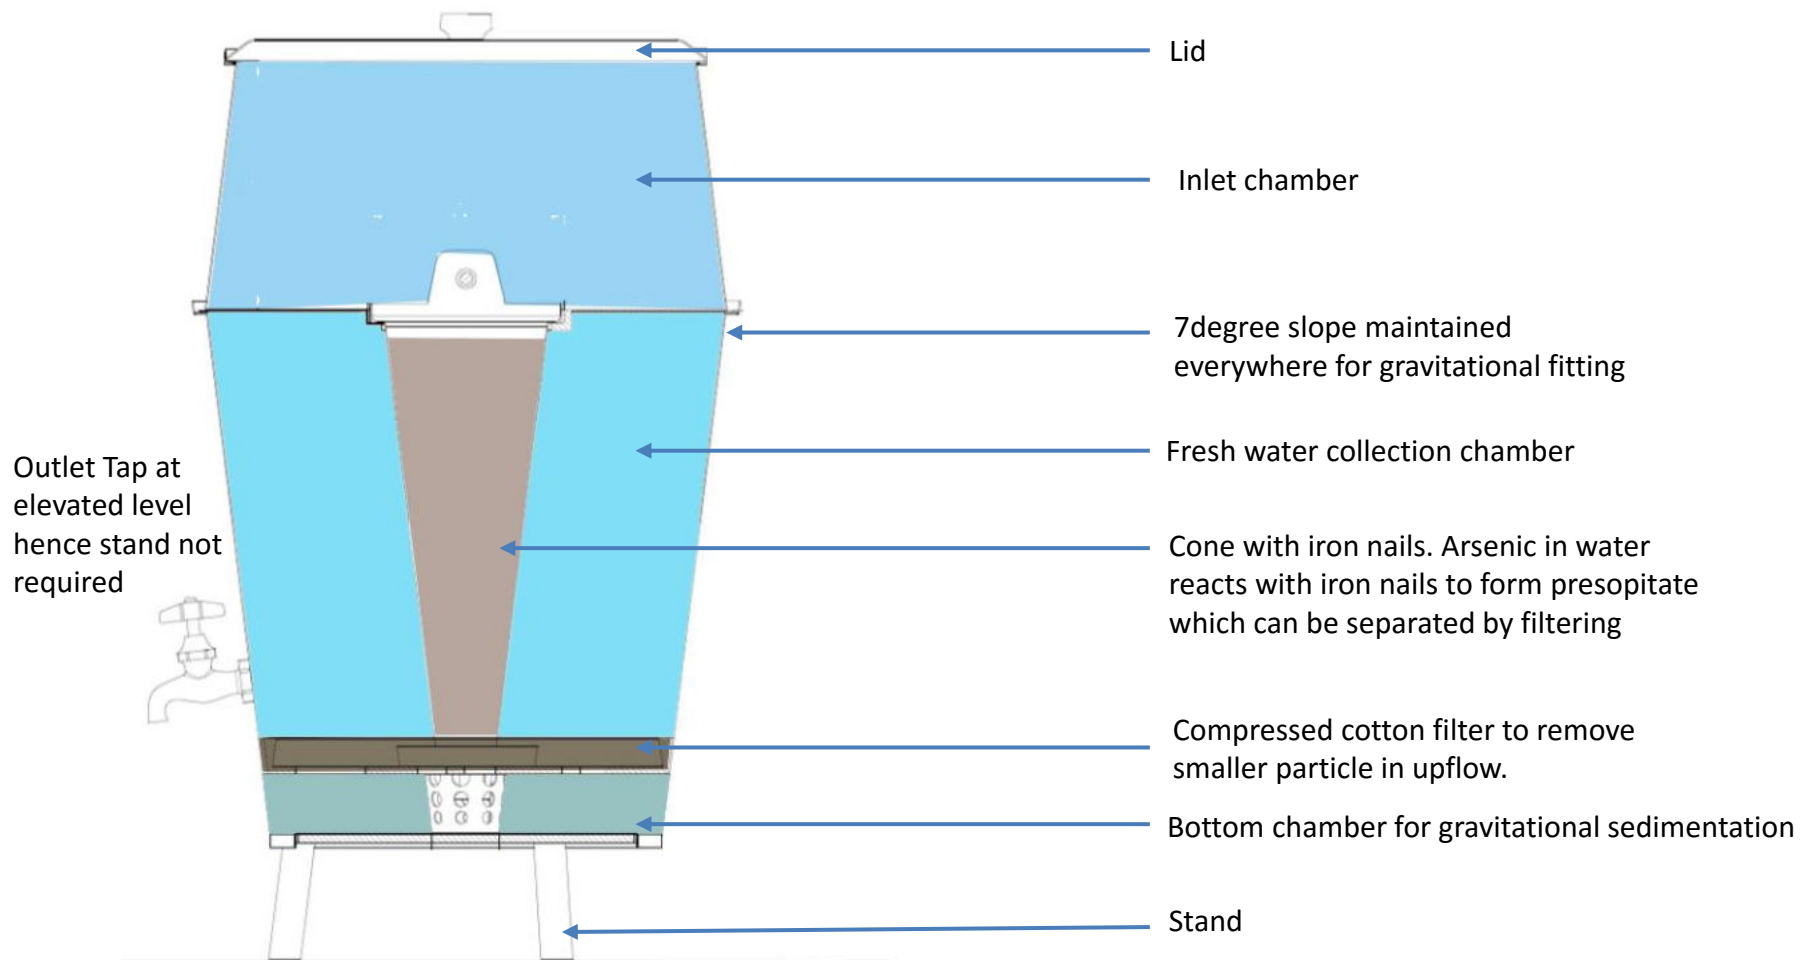 Lid
Inlet chamber
7degree slope maintained
everywhere for gravitational fitting
Fresh water collection chamber
Outlet Tap at
elevated level
hence stand not
required
Cone with iron nails. Arsenic in water
reacts with iron nails to form presopitate
which can be separated by filtering
Compressed cotton filter to remove
smaller particle in upflow.
Bottom chamber for gravitational sedimentation
Stand